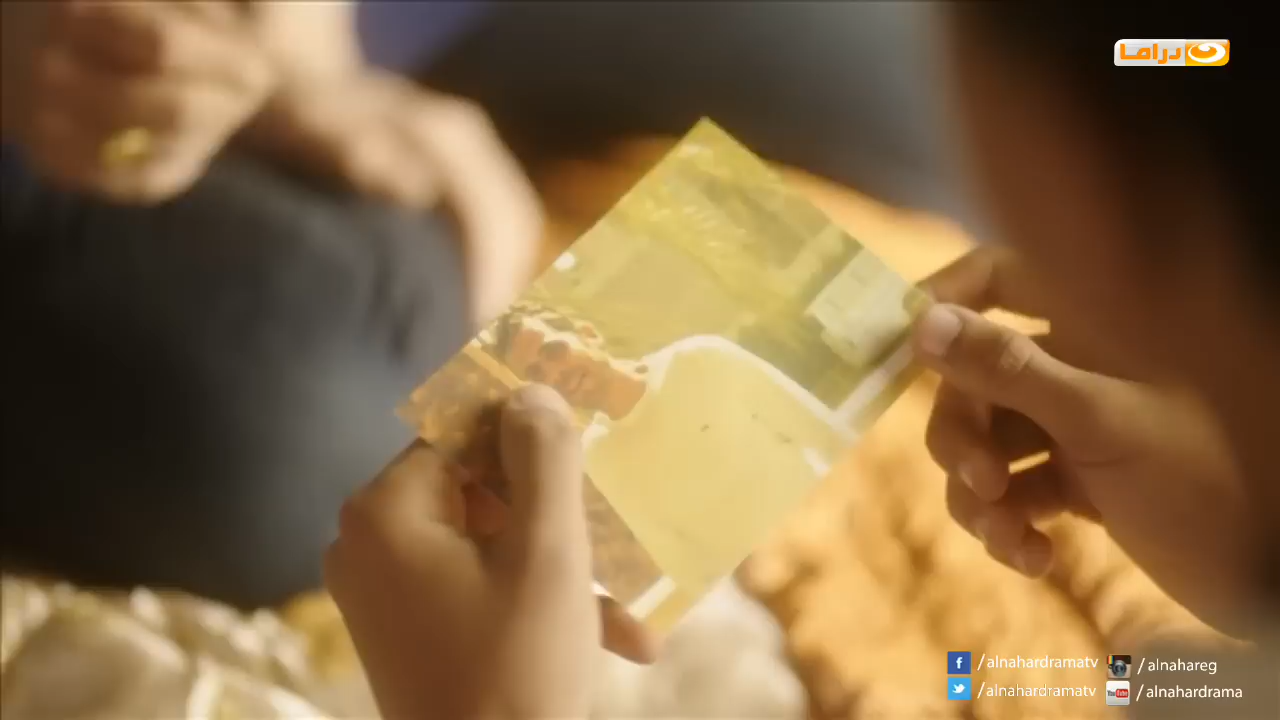 دراما
/alnahardramatv
/alnahareg
/alnahardramatv
/alnahardrama